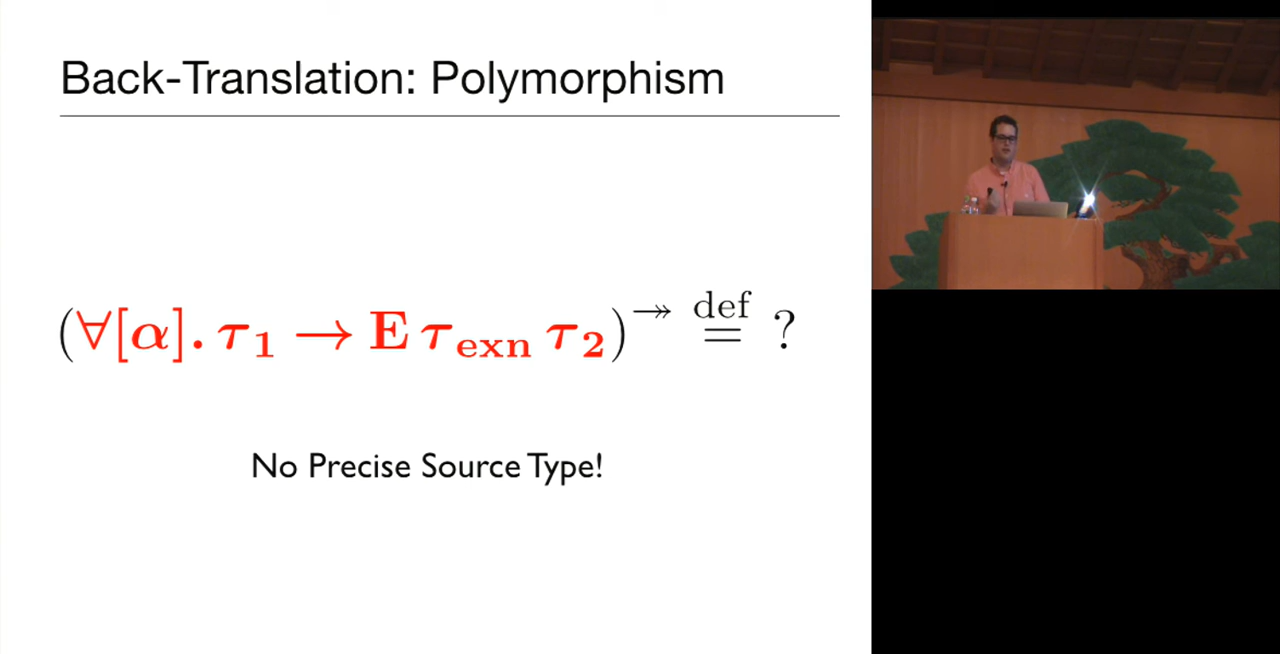 Back-Translation: Polymorphism
(∀[α]. τ₁ → E τₑₓₙ τ₂)↠ def= ?
No Precise Source Type!